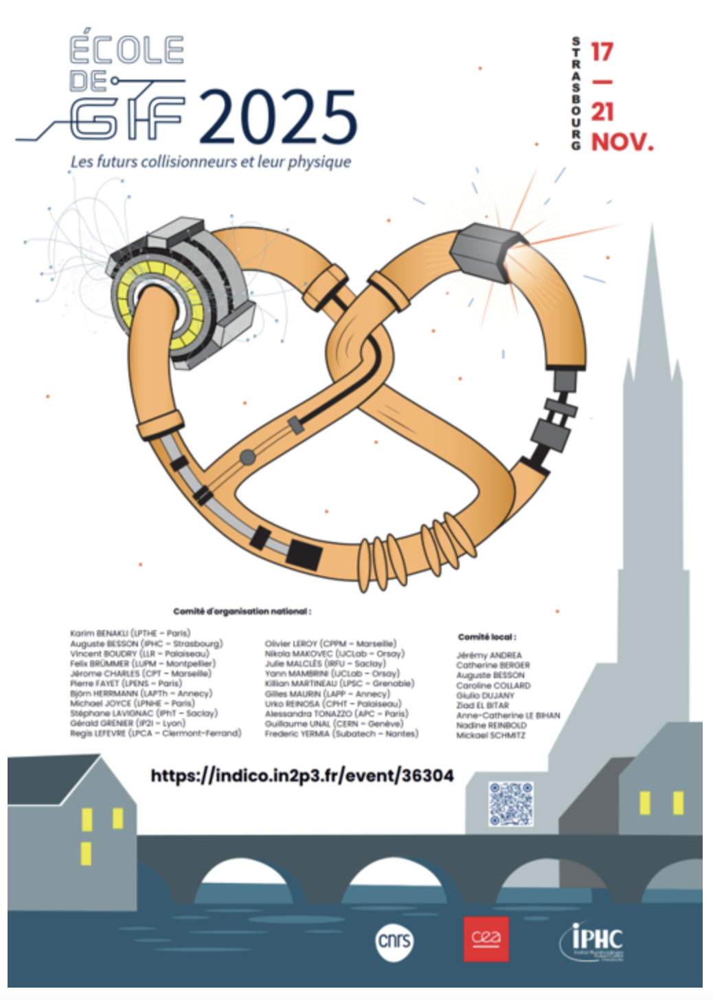 ÉCOLE
DE
GIF 2025
Les futurs collisionneurs et leur physique
STRASBOURG
17
—
21
NOV.
Comité d'organisation national :
Karim BENAKLI (LPTHE – Paris)
Auguste BESSON (IPHC – Strasbourg)
Vincent BOUDRY (LLR – Palaiseau)
Felix BRÜMMER (LUPM – Montpellier)
Jérome CHARLES (CPT – Marseille)
Pierre FAYET (LPENS – Paris)
Björn HERRMANN (LAPTh – Annecy)
Michael JOYCE (LPNHE – Paris)
Stéphane LAVIGNAC (IPhT – Saclay)
Gérald GRENIER (IP2I – Lyon)
Regis LEFEVRE (LPCA – Clermont-Ferrand)
Olivier LEROY (CPPM – Marseille)
Nikola MAKOVEC (IJCLab – Orsay)
Julie MALCLÈS (IRFU – Saclay)
Yann MAMBRINI (IJCLab – Orsay)
Killian MARTINEAU (LPSC – Grenoble)
Gilles MAURIN (LAPP – Annecy)
Urko REINOSA (CPHT – Palaiseau)
Alessandra TONAZZO (APC – Paris)
Guillaume UNAL (CERN – Genève)
Frederic YERMIA (Subatech – Nantes)
Comité local :
Jérémy ANDREA
Catherine BERGER
Auguste BESSON
Caroline COLLARD
Giulio DUJANY
Ziad EL BITAR
Anne-Catherine LE BIHAN
Nadine REINBOLD
Mickael SCHMITZ
https://indico.in2p3.fr/event/36304
cnrs
cea
iPHC